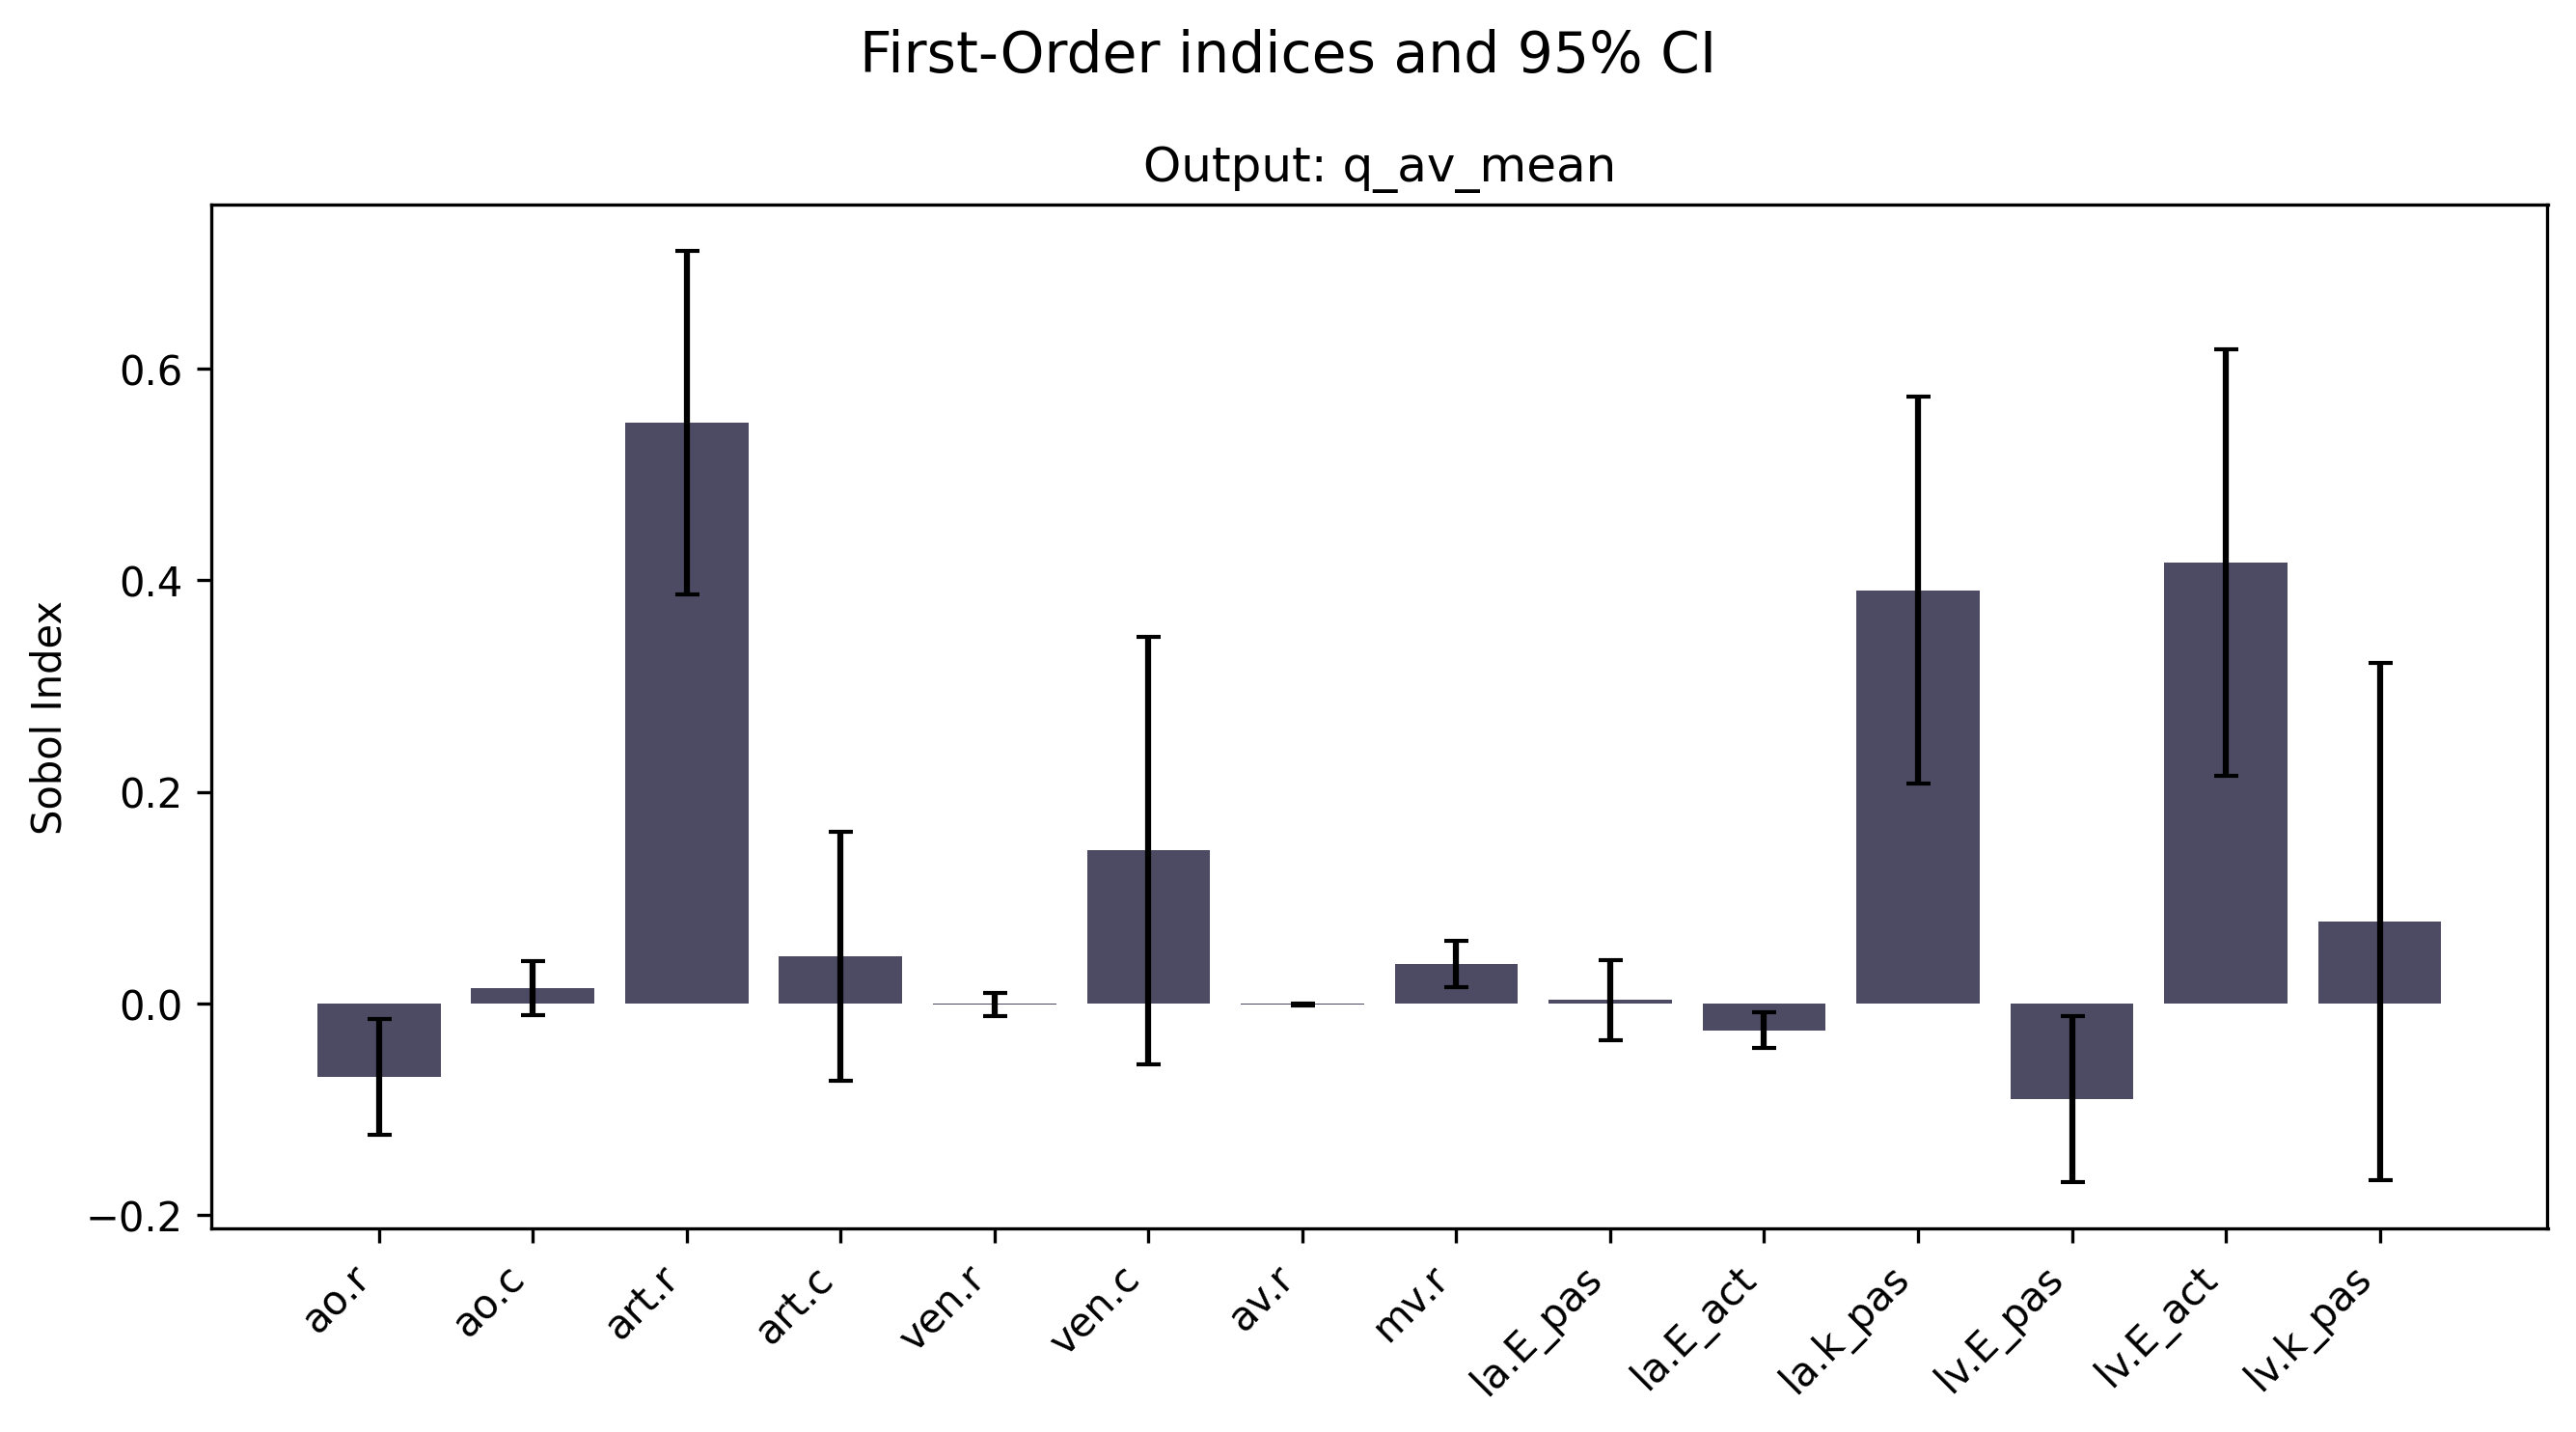 First-Order indices and 95% CI
Output: q_av_mean
Sobol Index
0.6
0.4
0.2
0.0
−0.2
ao.r
ao.c
art.r
art.c
ven.r
ven.c
av.r
mv.r
la.E_pas
la.E_act
la.k_pas
lv.E_pas
lv.E_act
lv.k_pas